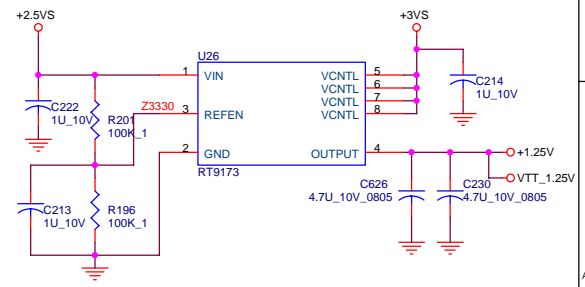 +2.5VS
+3VS
U26
1 VIN VCNTL 5
VCNTL 6
VCNTL 7
Z3330 3 REFEN VCNTL 8
2 GND OUTPUT 4
RT9173
C222
1U_10V
R201
100K_1
C213
1U_10V
R196
100K_1
C214
1U_10V
+1.25V
VTT_1.25V
C626
4.7U_10V_0805
C230
4.7U_10V_0805
A